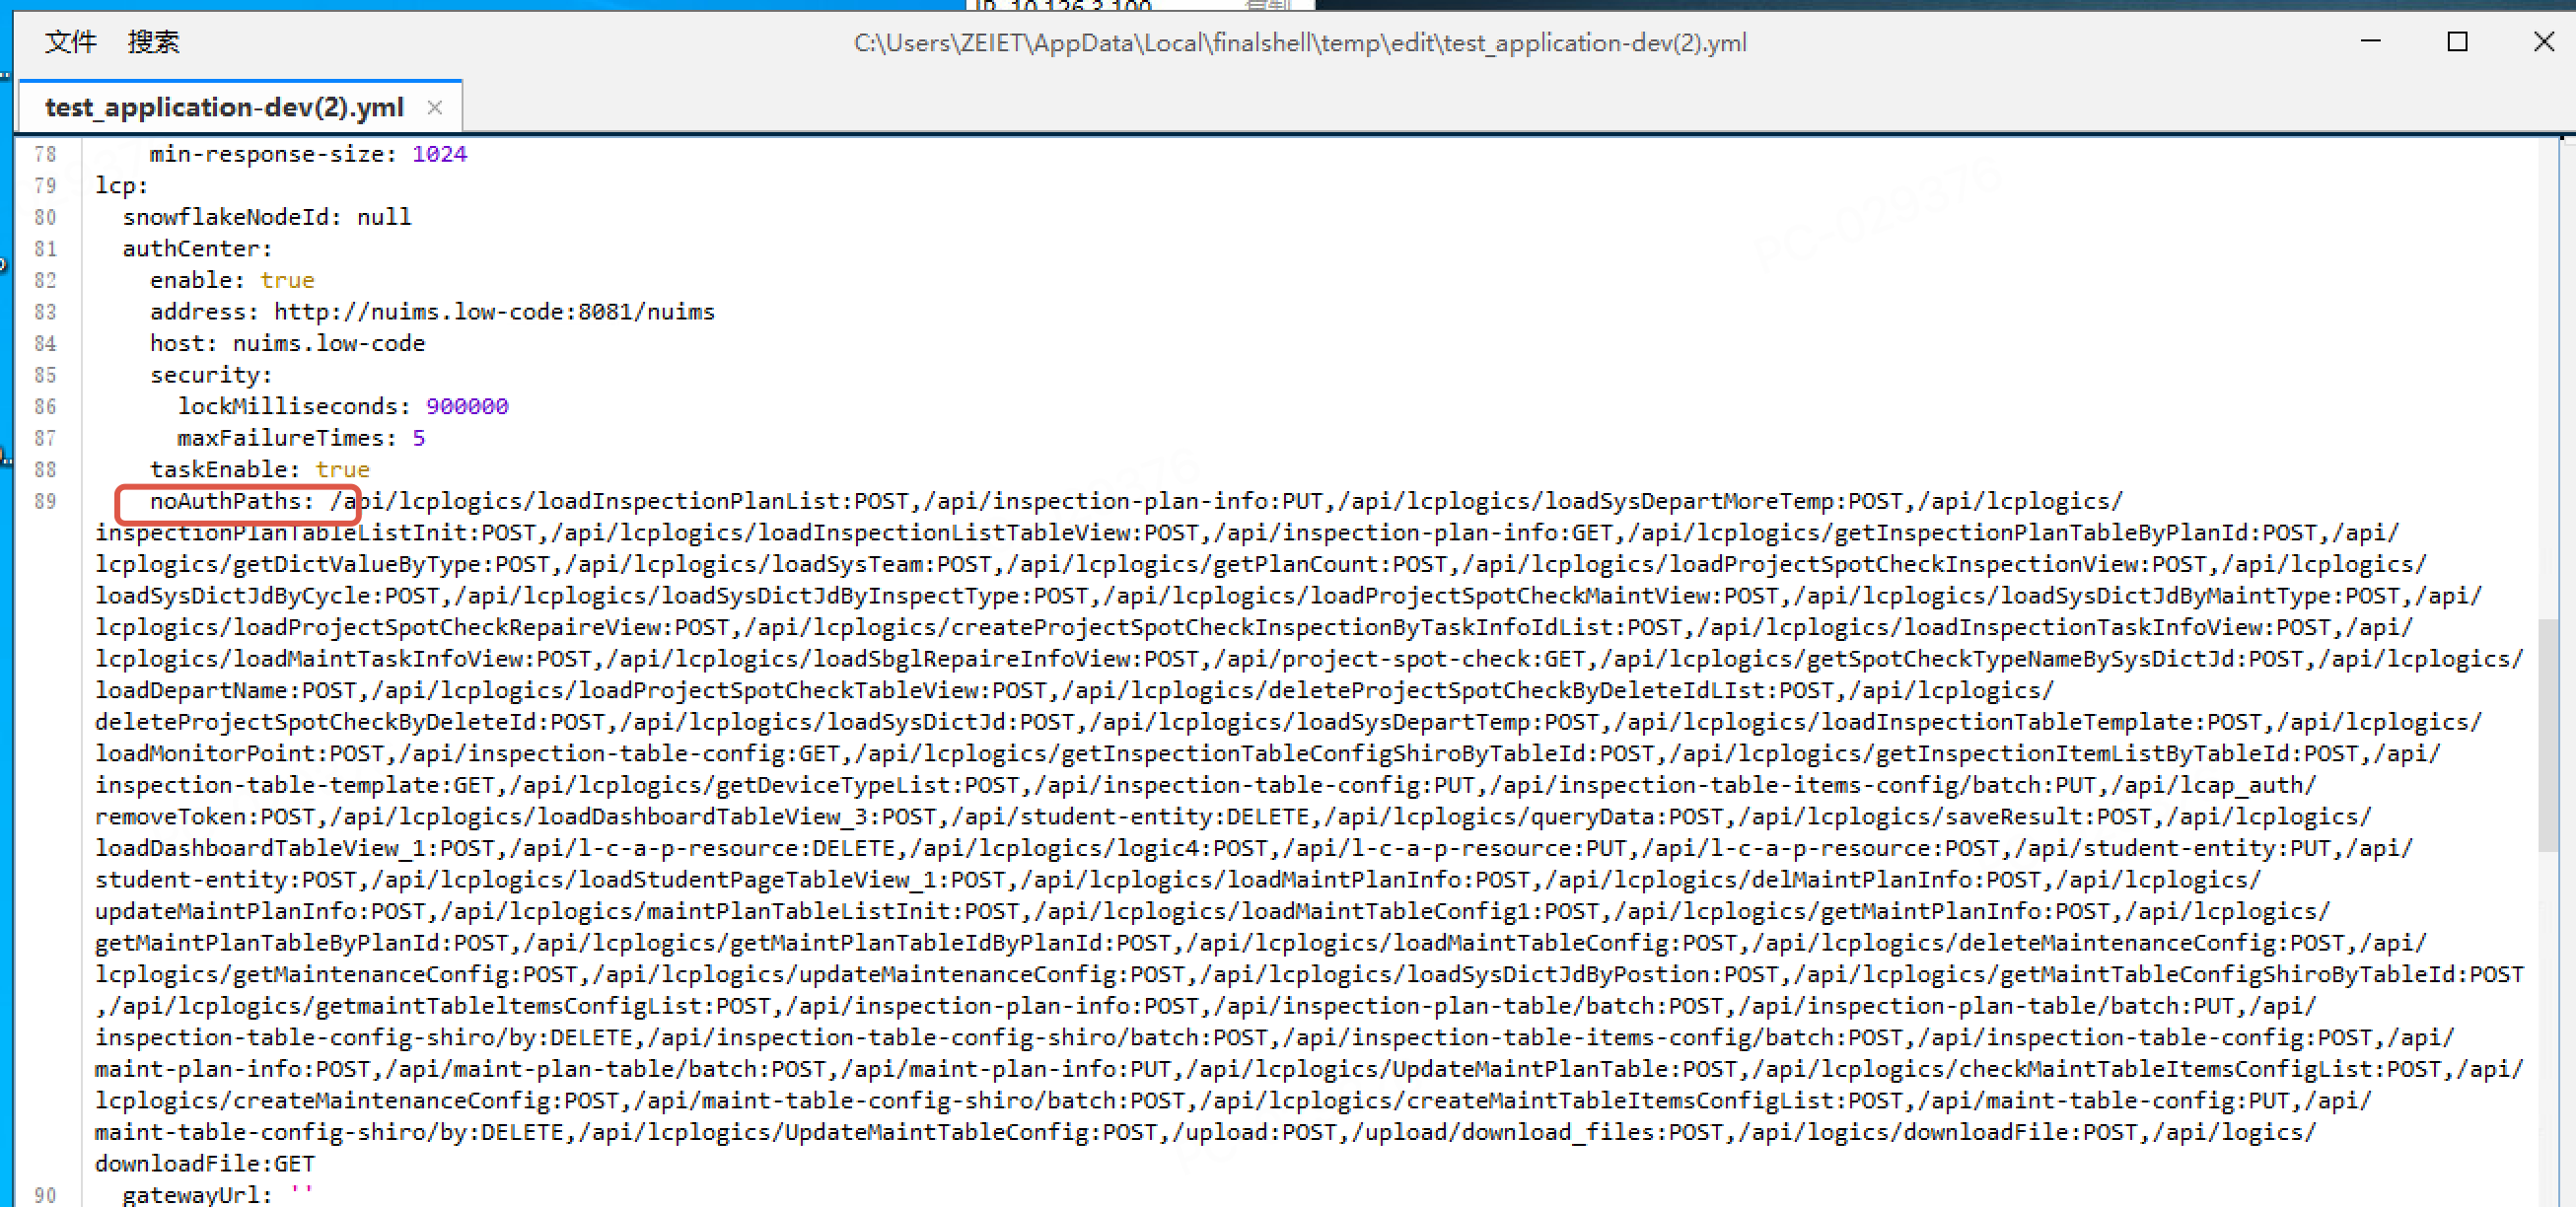 IP 10.126.3.100 复制
文件 搜索 C:\Users\ZEIET\AppData\Local\finalshell\temp\edit\test_application-dev(2).yml
test_application-dev(2).yml
78 min-response-size: 1024
79 lcp:
80 snowflakeNodeId: null
81 authCenter:
82 enable: true
83 address: http://nuims.low-code:8081/nuims
84 host: nuims.low-code
85 security:
86 lockMilliseconds: 900000
87 maxFailureTimes: 5
88 taskEnable: true
89 noAuthPaths: /api/lcplogics/loadInspectionPlanList:POST,/api/inspection-plan-info:PUT,/api/lcplogics/loadSysDepartMoreTemp:POST,/api/lcplogics/
inspectionPlanTableListInit:POST,/api/lcplogics/loadInspectionListTableView:POST,/api/inspection-plan-info:GET,/api/lcplogics/getInspectionPlanTableByPlanId:POST,/api/
lcplogics/getDictValueByType:POST,/api/lcplogics/loadSysTeam:POST,/api/lcplogics/getPlanCount:POST,/api/lcplogics/loadProjectSpotCheckInspectionView:POST,/api/lcplogics/
loadSysDictJdByCycle:POST,/api/lcplogics/loadSysDictJdByInspectType:POST,/api/lcplogics/loadProjectSpotCheckMaintView:POST,/api/lcplogics/loadSysDictJdByMaintType:POST,/api/
lcplogics/loadProjectSpotCheckRepaireView:POST,/api/lcplogics/createProjectSpotCheckInspectionByTaskInfoIdList:POST,/api/lcplogics/loadInspectionTaskInfoView:POST,/api/
lcplogics/loadMaintTaskInfoView:POST,/api/lcplogics/loadSbglRepaireInfoView:POST,/api/project-spot-check:GET,/api/lcplogics/getSpotCheckTypeNameBySysDictJd:POST,/api/lcplogics/
loadDepartName:POST,/api/lcplogics/loadProjectSpotCheckTableView:POST,/api/lcplogics/deleteProjectSpotCheckByDeleteIdLIst:POST,/api/lcplogics/
deleteProjectSpotCheckByDeleteId:POST,/api/lcplogics/loadSysDictJd:POST,/api/lcplogics/loadSysDepartTemp:POST,/api/lcplogics/loadInspectionTableTemplate:POST,/api/lcplogics/
loadMonitorPoint:POST,/api/inspection-table-config:GET,/api/lcplogics/getInspectionTableConfigShiroByTableId:POST,/api/lcplogics/getInspectionItemListByTableId:POST,/api/
inspection-table-template:GET,/api/lcplogics/getDeviceTypeList:POST,/api/inspection-table-config:PUT,/api/inspection-table-items-config/batch:PUT,/api/lcap_auth/
removeToken:POST,/api/lcplogics/loadDashboardTableView_3:POST,/api/student-entity:DELETE,/api/lcplogics/queryData:POST,/api/lcplogics/saveResult:POST,/api/lcplogics/
loadDashboardTableView_1:POST,/api/l-c-a-p-resource:DELETE,/api/lcplogics/logic4:POST,/api/l-c-a-p-resource:PUT,/api/l-c-a-p-resource:POST,/api/student-entity:PUT,/api/
student-entity:POST,/api/lcplogics/loadStudentPageTableView_1:POST,/api/lcplogics/loadMaintPlanInfo:POST,/api/lcplogics/delMaintPlanInfo:POST,/api/lcplogics/
updateMaintPlanInfo:POST,/api/lcplogics/maintPlanTableListInit:POST,/api/lcplogics/loadMaintTableConfig1:POST,/api/lcplogics/getMaintPlanInfo:POST,/api/lcplogics/
getMaintPlanTableByPlanId:POST,/api/lcplogics/getMaintPlanTableIdByPlanId:POST,/api/lcplogics/loadMaintTableConfig:POST,/api/lcplogics/deleteMaintenanceConfig:POST,/api/
lcplogics/getMaintenanceConfig:POST,/api/lcplogics/updateMaintenanceConfig:POST,/api/lcplogics/loadSysDictJdByPostion:POST,/api/lcplogics/getMaintTableConfigShiroByTableId:POST
,/api/lcplogics/getmaintTableltemsConfigList:POST,/api/inspection-plan-info:POST,/api/inspection-plan-table/batch:POST,/api/inspection-plan-table/batch:PUT,/api/
inspection-table-config-shiro/by:DELETE,/api/inspection-table-config-shiro/batch:POST,/api/inspection-table-items-config/batch:POST,/api/inspection-table-config:POST,/api/
maint-plan-info:POST,/api/maint-plan-table/batch:POST,/api/maint-plan-info:PUT,/api/lcplogics/UpdateMaintPlanTable:POST,/api/lcplogics/checkMaintTableItemsConfigList:POST,/api/
lcplogics/createMaintenanceConfig:POST,/api/maint-table-config-shiro/batch:POST,/api/lcplogics/createMaintTableItemsConfigList:POST,/api/maint-table-config:PUT,/api/
maint-table-config-shiro/by:DELETE,/api/lcplogics/UpdateMaintTableConfig:POST,/upload:POST,/upload/download_files:POST,/api/logics/downloadFile:POST,/api/logics/
downloadFile:GET
90 gatewayUrl: ''